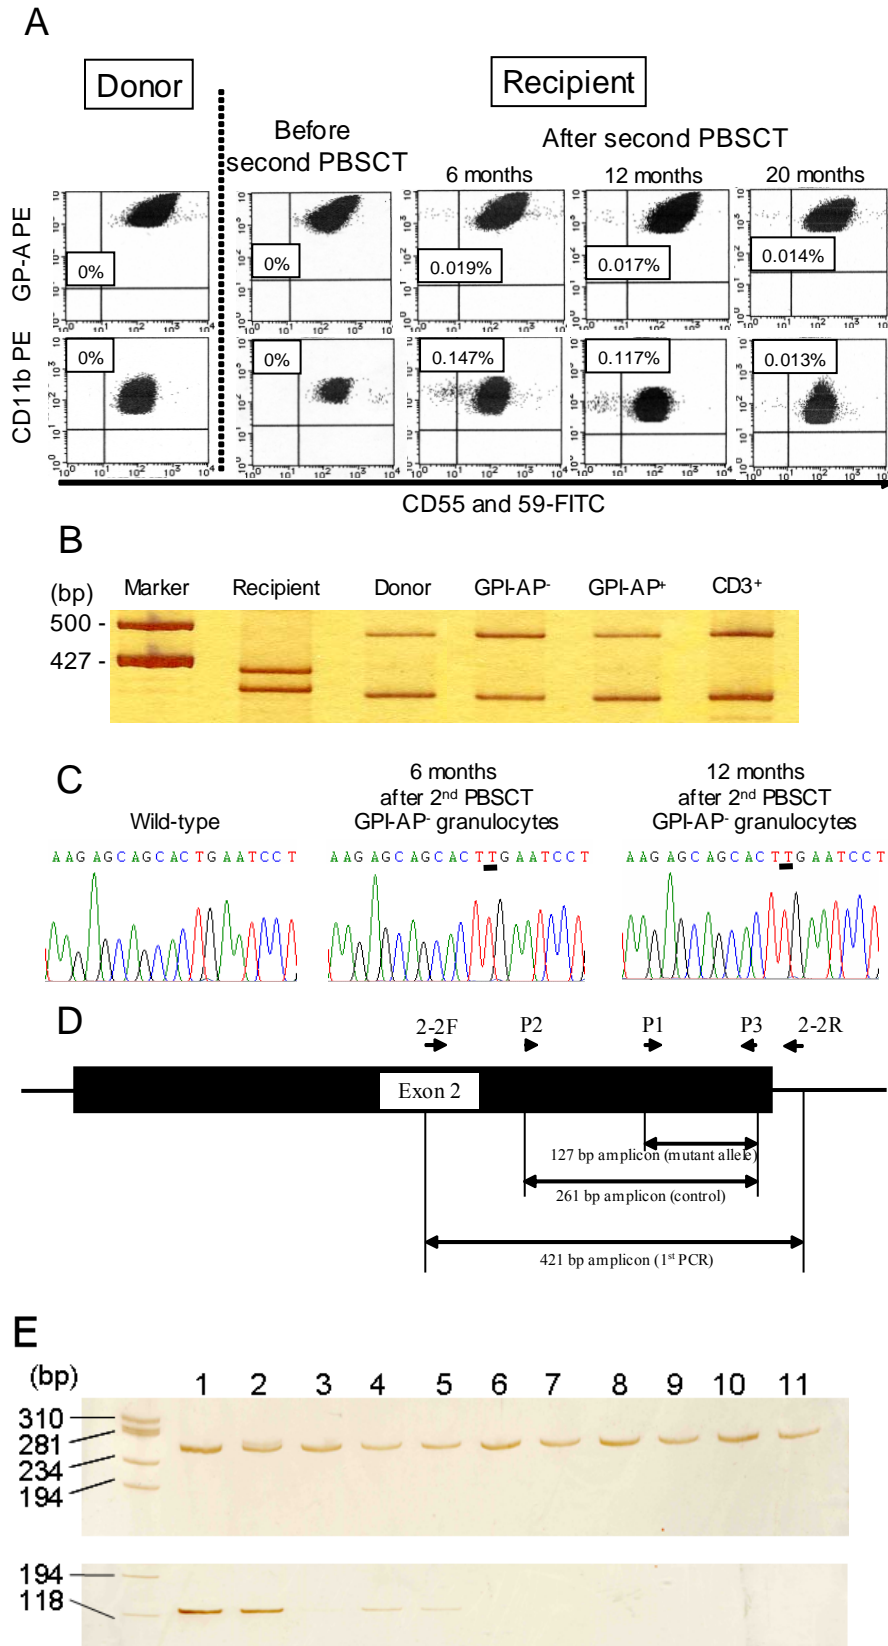 A
Donor
Recipient
Before
second PBSCT
After second PBSCT
6 months
12 months
20 months
GP-A PE
0%
0%
0.019%
0.017%
0.014%
CD11b PE
0%
0%
0.147%
0.117%
0.013%
10⁰ 10¹ 10² 10³ 10⁴
CD55 and 59-FITC
B
(bp)
Marker Recipient Donor GPI-AP⁻ GPI-AP⁺ CD3⁺
500 -
427 -
C
Wild-type
6 months
after 2nd PBSCT
GPI-AP⁻ granulocytes
12 months
after 2nd PBSCT
GPI-AP⁻ granulocytes
A A G A G C A G C A C T G A A T C C T
A A G A G C A G C A C T T G A A T C C T
A A G A G C A G C A C T T G A A T C C T
D
2-2F P2 P1 P3 2-2R
Exon 2
127 bp amplicon (mutant allele)
261 bp amplicon (control)
421 bp amplicon (1st PCR)
E
(bp)
1 2 3 4 5 6 7 8 9 10 11
310
281
234
194
194
118